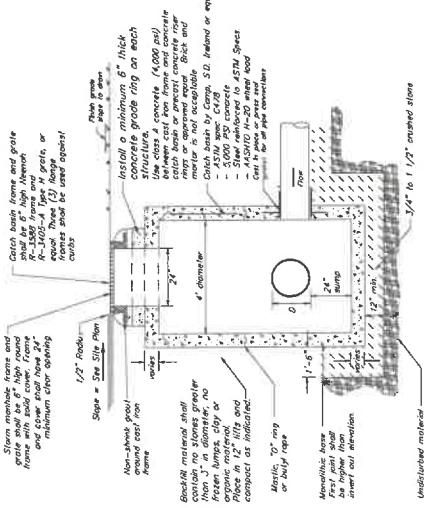 Storm manhole frame and
grate shall be 6" high round
frame with solid cover. Frame
and cover shall have 24"
minimum clear opening
Catch basin frame and grate
shall be 6" high Neenah
R-3588 frame and
R-3405-A Type M grate, or
equal Three (3) flange
frames shall be used against
curbs
Finish grade
slope to drain
1/2" Radius
Slope = See Site Plan
Install a minimum 6" thick
concrete grade ring on each
structure.
Use class A concrete (4,000 psi)
between cast iron frame and concrete
catch basin or precast concrete riser
rings or approved equal. Brick and
mortar is not acceptable
Non-shrink grout
around cast iron
frame
varies
24"
Catch basin by Camp, S.D. Ireland or equ
- ASTM spec C478
- 5,000 PSI concrete
- Steel reinforced to ASTM Specs
- AASHTO H-20 wheel load
Cast in place or press seal
for all pipe connections
4' diameter
Backfill material shall
contain no stones greater
than 3" in diameter, no
frozen lumps, clay or
organic material.
Place in 12" lifts and
compact as indicated.
Flow
D
24"
sump
Mastic, "O" ring
or butyl rope
1'-6"
12" min.
varies
Monolithic base
First joint shall
be higher than
invert out elevation
3/4" to 1 1/2" crushed stone
Undisturbed material